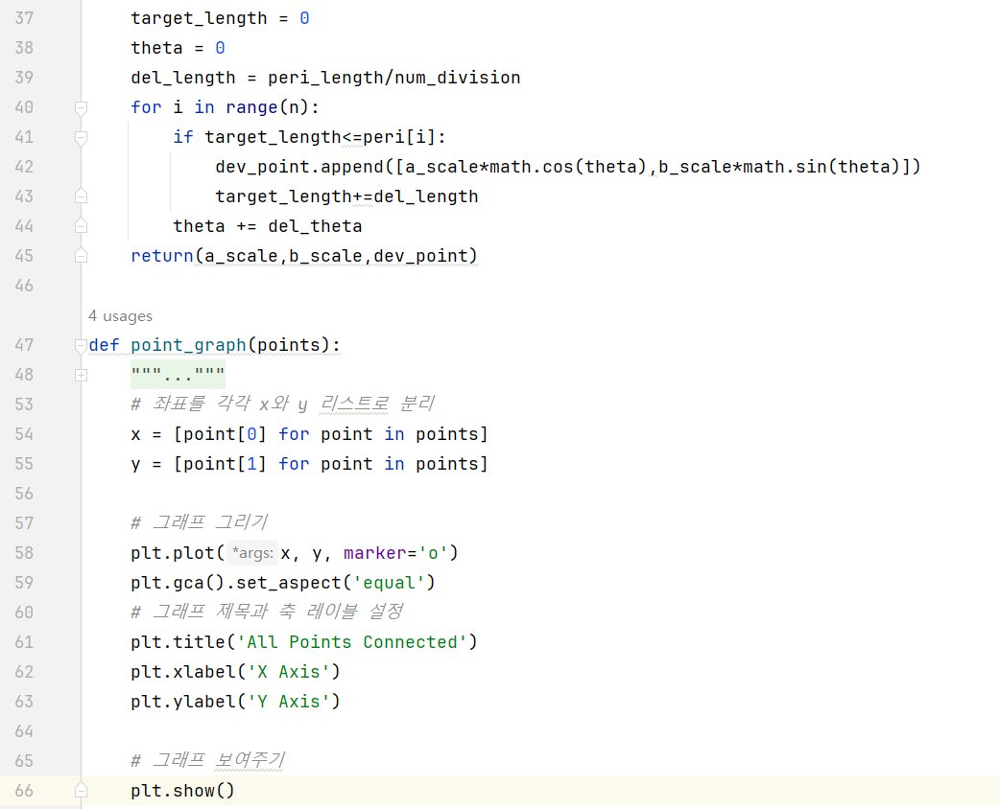 37 target_length = 0
38 theta = 0
39 del_length = peri_length/num_division
40 for i in range(n):
41 if target_length<=peri[i]:
42 dev_point.append([a_scale*math.cos(theta),b_scale*math.sin(theta)])
43 target_length+=del_length
44 theta += del_theta
45 return(a_scale,b_scale,dev_point)
46
4 usages
47 def point_graph(points):
48 """..."""
53 # 좌표를 각각 x와 y 리스트로 분리
54 x = [point[0] for point in points]
55 y = [point[1] for point in points]
56
57 # 그래프 그리기
58 plt.plot( *args: x, y, marker='o')
59 plt.gca().set_aspect('equal')
60 # 그래프 제목과 축 레이블 설정
61 plt.title('All Points Connected')
62 plt.xlabel('X Axis')
63 plt.ylabel('Y Axis')
64
65 # 그래프 보여주기
66 plt.show()